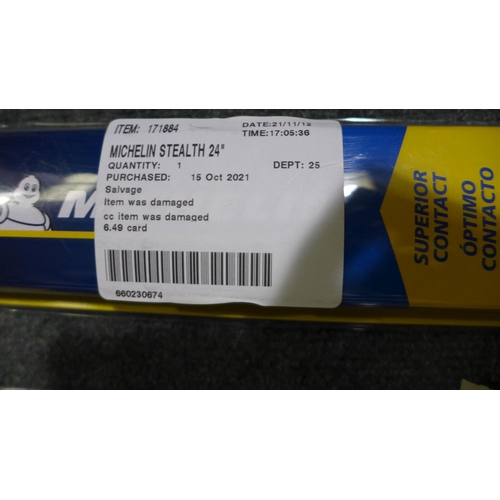 ITEM: 171884
DATE:21/11/12
TIME:17:05:36
MICHELIN STEALTH 24"
QUANTITY: 1
DEPT: 25
PURCHASED: 15 Oct 2021
Salvage
Item was damaged
cc item was damaged
6.49 card
660230674
SUPERIOR
CONTACT
ÓPTIMO
CONTACTO